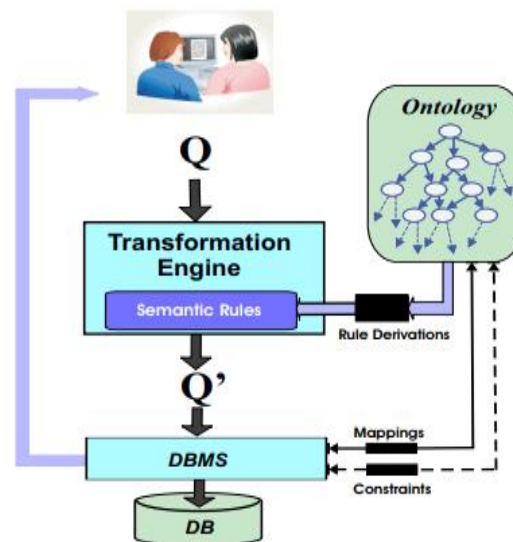 Ontology
Q
Transformation
Engine
Semantic Rules
Rule Derivations
Q’
Mappings
DBMS
Constraints
DB